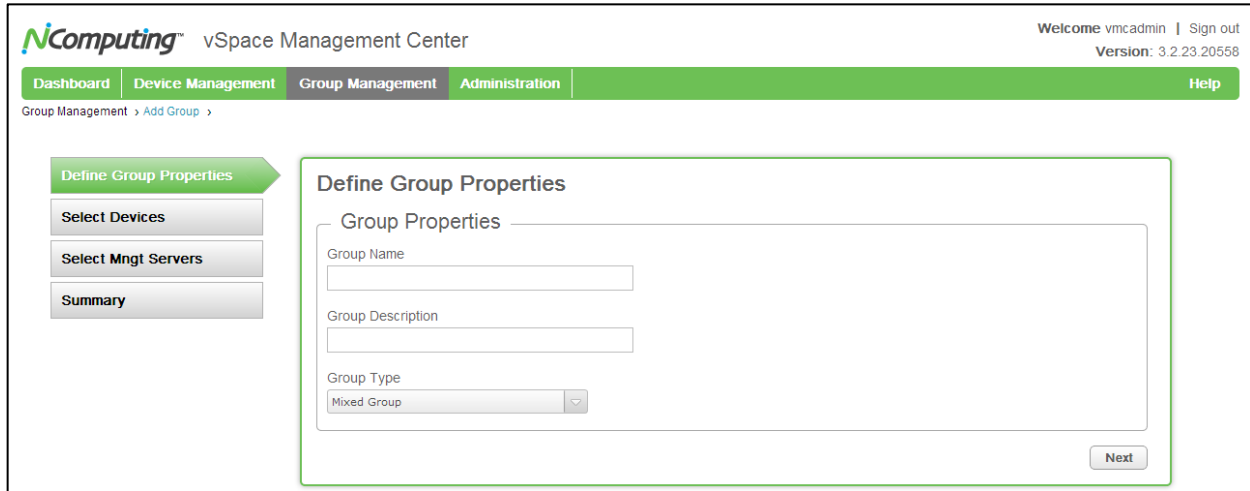 NComputing™ vSpace Management Center
Welcome vmcadmin | Sign out
Version: 3.2.23.20558
Dashboard Device Management Group Management Administration Help
Group Management › Add Group ›
Define Group Properties
Select Devices
Select Mngt Servers
Summary
Define Group Properties
Group Properties
Group Name
Group Description
Group Type
Mixed Group
Next